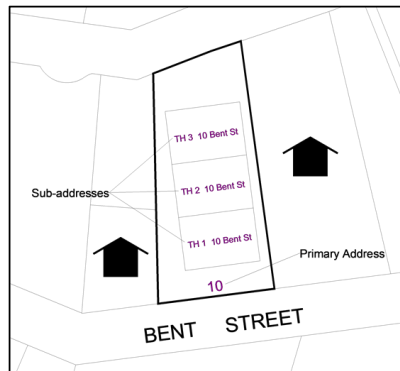 TH 3 10 Bent St
TH 2 10 Bent St
Sub-addresses
TH 1 10 Bent St
Primary Address
10
BENT STREET